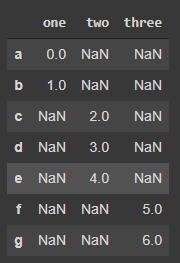 one two three
a 0.0 NaN NaN
b 1.0 NaN NaN
c NaN 2.0 NaN
d NaN 3.0 NaN
e NaN 4.0 NaN
f NaN NaN 5.0
g NaN NaN 6.0